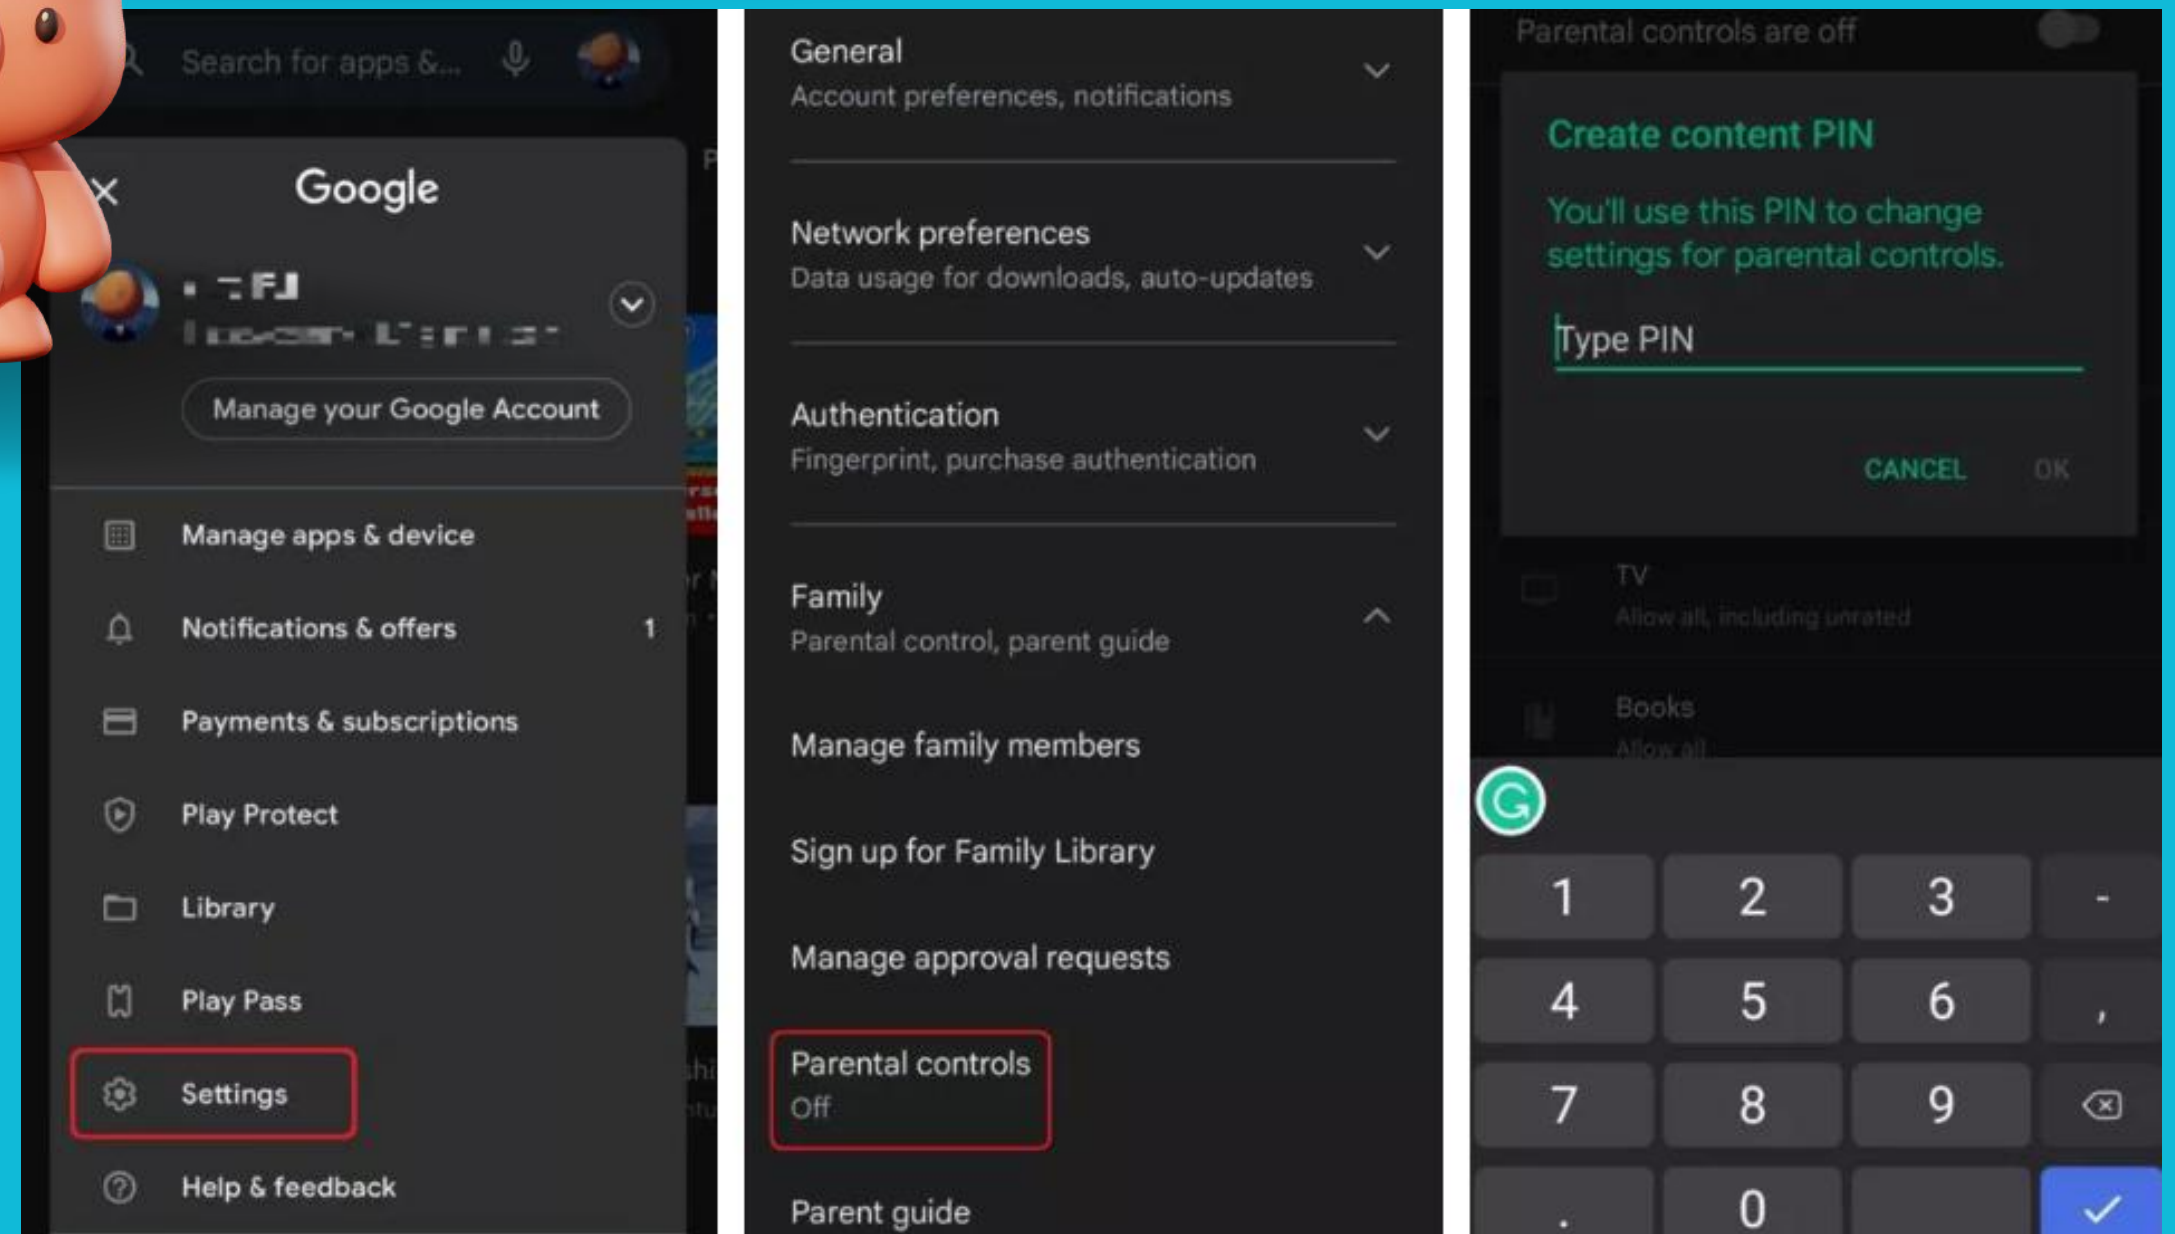 Search for apps &...
Google
Manage your Google Account
Manage apps & device
Notifications & offers 1
Payments & subscriptions
Play Protect
Library
Play Pass
Settings
Help & feedback
General
Account preferences, notifications
Network preferences
Data usage for downloads, auto-updates
Authentication
Fingerprint, purchase authentication
Family
Parental control, parent guide
Manage family members
Sign up for Family Library
Manage approval requests
Parental controls
Off
Parent guide
Parental controls are off
Create content PIN
You'll use this PIN to change
settings for parental controls.
Type PIN
CANCEL OK
TV
Allow all, including unrated
Books
Allow all
1 2 3 -
4 5 6 ,
7 8 9
. 0